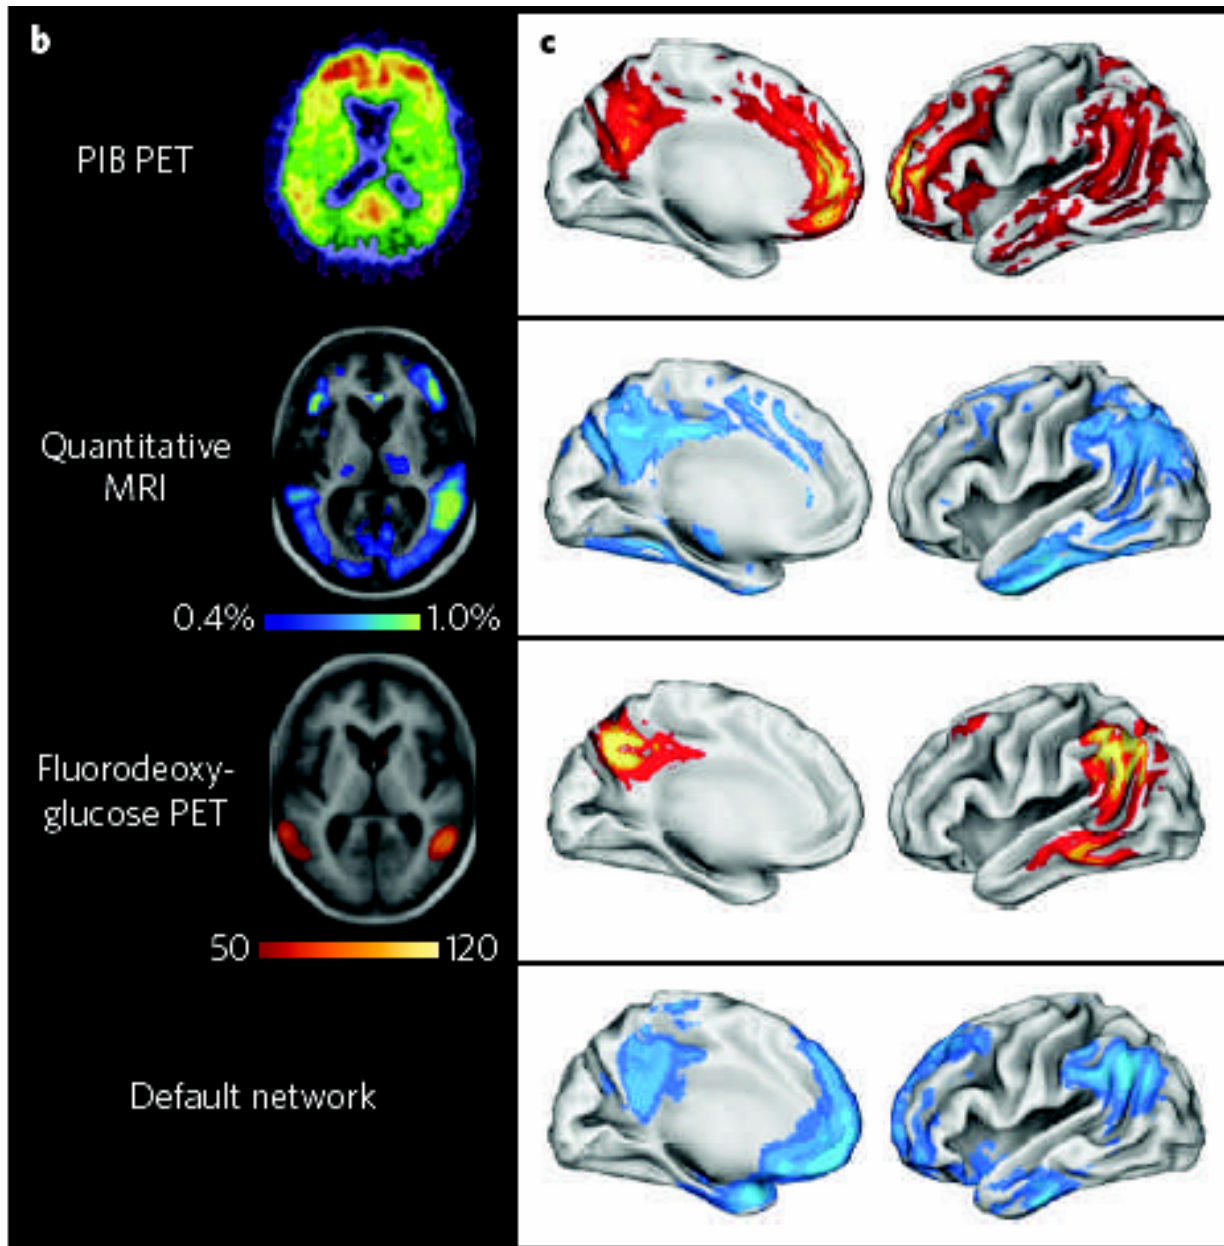 b
c
PIB PET
Quantitative
MRI
0.4% 1.0%
Fluorodeoxy-
glucose PET
50 120
Default network